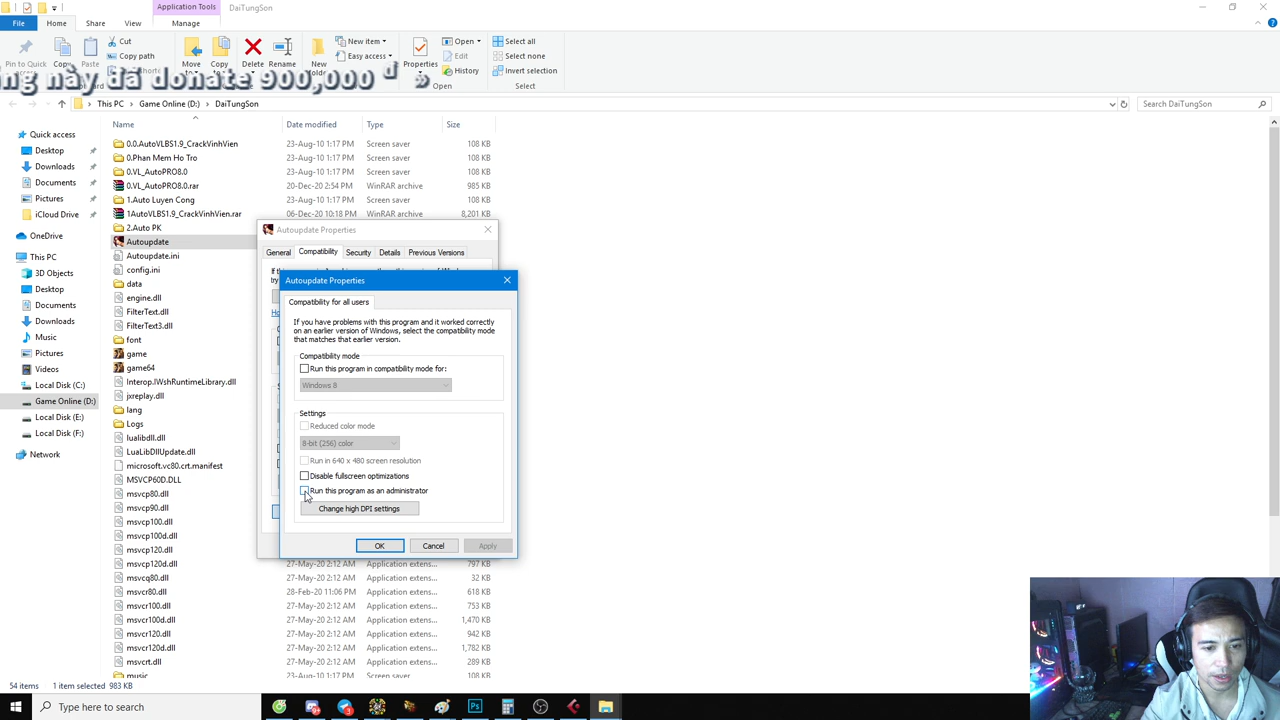 Application Tools
DaiTungSon
File
Home
Share
View
Manage
Pin to Quick
access
Copy
Paste
Cut
Copy path
Move
to
Copy
to
Delete
Rename
New
New item
Easy access
Properties
Open
Edit
History
Open
Select all
Select none
Invert selection
Select
ng này đã donate 900,000 đ »
This PC
Game Online (D:)
DaiTungSon
Search DaiTungSon
Name
Date modified
Type
Size
Quick access
Desktop
Downloads
Documents
Pictures
iCloud Drive
OneDrive
This PC
3D Objects
Desktop
Documents
Downloads
Music
Pictures
Videos
Local Disk (C:)
Game Online (D:)
Local Disk (E:)
Local Disk (F:)
Network
0.0.AutoVLBS1.9_CrackVinhVien 23-Aug-10 1:17 PM Screen saver 108 KB
0.Phan Mem Ho Tro 23-Aug-10 1:17 PM Screen saver 108 KB
0.VL_AutoPRO8.0 23-Aug-10 1:17 PM Screen saver 108 KB
0.VL_AutoPRO8.0.rar 20-Dec-20 2:54 PM WinRAR archive 985 KB
1.Auto Luyen Cong 23-Aug-10 1:17 PM Screen saver 108 KB
1AutoVLBS1.9_CrackVinhVien.rar 06-Dec-20 10:18 PM WinRAR archive 8,201 KB
2.Auto PK
Autoupdate
Autoupdate.ini
config.ini
data
engine.dll
FilterText.dll
FilterText3.dll
font
game
game64
Interop.IWshRuntimeLibrary.dll
jxreplay.dll
lang
Logs
lualibdll.dll
LuaLibDllUpdate.dll
microsoft.vc80.crt.manifest
MSVCP60D.DLL
msvcp80.dll
msvcp90.dll
msvcp100.dll
msvcp100d.dll
msvcp120.dll
msvcp120d.dll 27-May-20 2:12 AM Application extens... 797 KB
msvcq80.dll 27-May-20 2:12 AM Application extens... 32 KB
msvcr80.dll 28-Feb-20 11:06 PM Application extens... 618 KB
msvcr100.dll 27-May-20 2:12 AM Application extens... 753 KB
msvcr100d.dll 27-May-20 2:12 AM Application extens... 1,470 KB
msvcr120.dll 27-May-20 2:12 AM Application extens... 942 KB
msvcr120d.dll 27-May-20 2:12 AM Application extens... 1,782 KB
msvcrt.dll 27-May-20 2:12 AM Application extens... 289 KB
music 23-Aug-10 1:17 PM Screen saver 108 KB
Autoupdate Properties
General
Compatibility
Security
Details
Previous Versions
Autoupdate Properties
Compatibility for all users
If you have problems with this program and it worked correctly
on an earlier version of Windows, select the compatibility mode
that matches that earlier version.
Compatibility mode
Run this program in compatibility mode for:
Windows 8
Settings
Reduced color mode
8-bit (256) color
Run in 640 x 480 screen resolution
Disable fullscreen optimizations
Run this program as an administrator
Change high DPI settings
OK
Cancel
Apply
54 items
1 item selected 983 KB
Type here to search